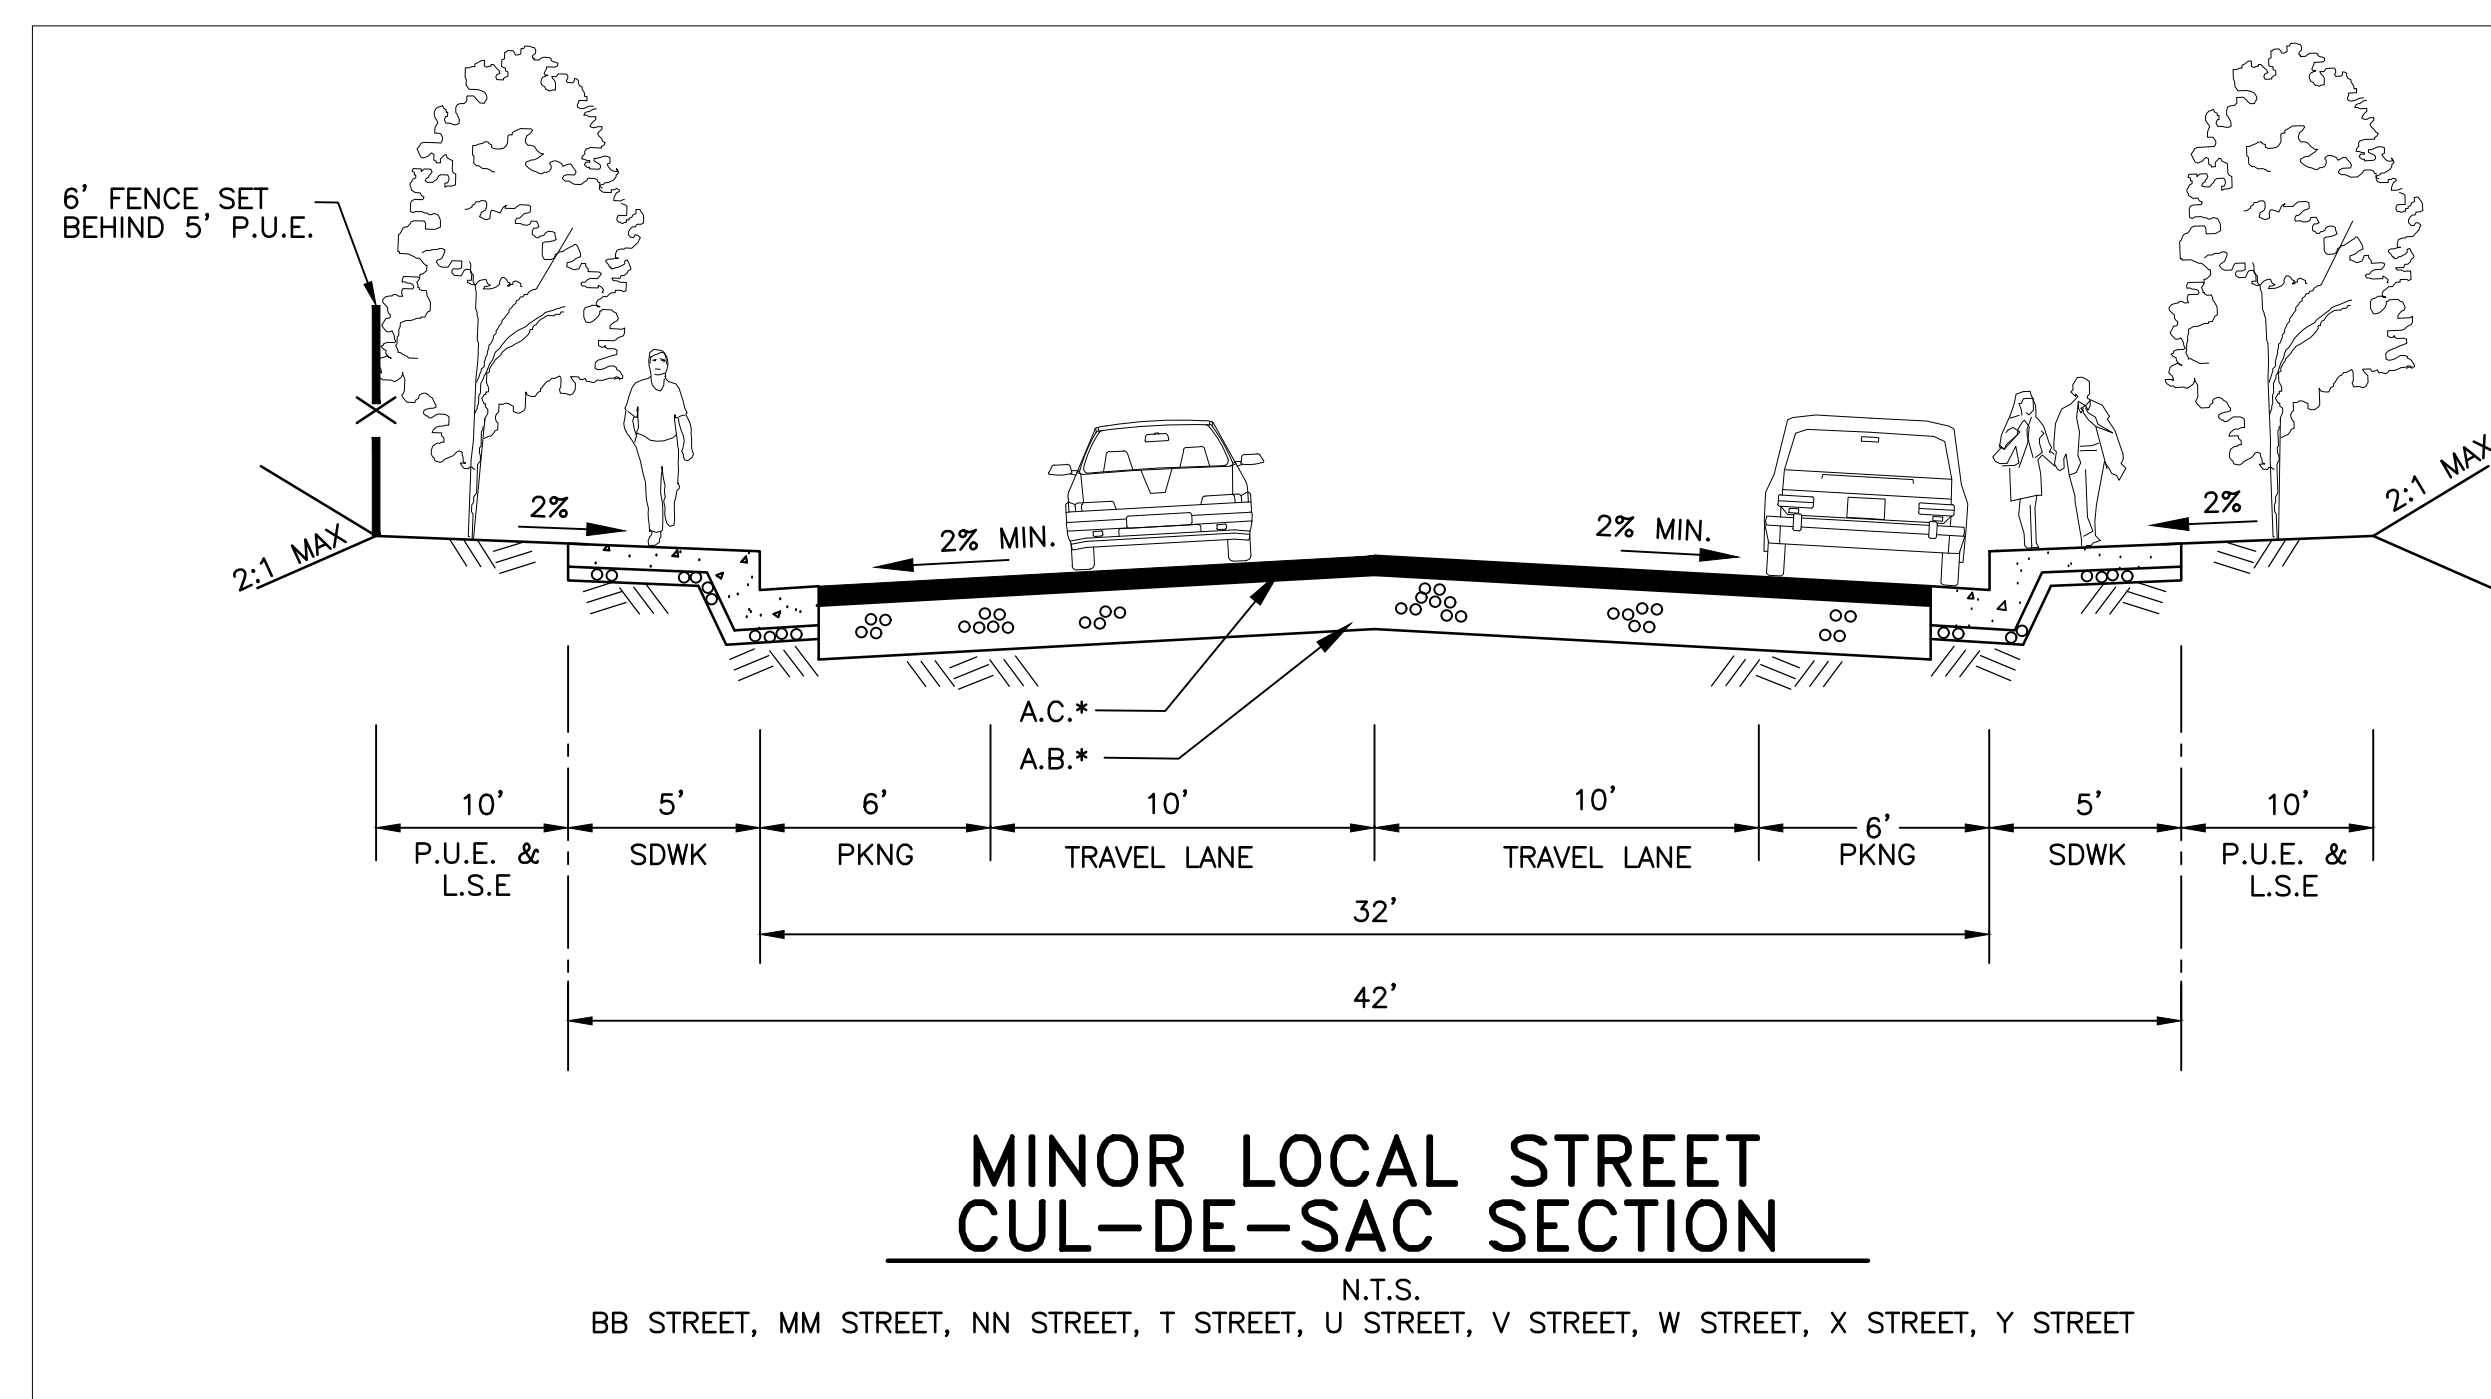 6' FENCE SET
BEHIND 5' P.U.E.
2:1 MAX
2%
2% MIN.
2% MIN.
2%
2:1 MAX
A.C.*
A.B.*
10'
P.U.E. &
L.S.E
5'
SDWK
6'
PKNG
10'
TRAVEL LANE
10'
TRAVEL LANE
6'
PKNG
5'
SDWK
10'
P.U.E. &
L.S.E
32'
42'
MINOR LOCAL STREET
CUL-DE-SAC SECTION
N.T.S.
BB STREET, MM STREET, NN STREET, T STREET, U STREET, V STREET, W STREET, X STREET, Y STREET